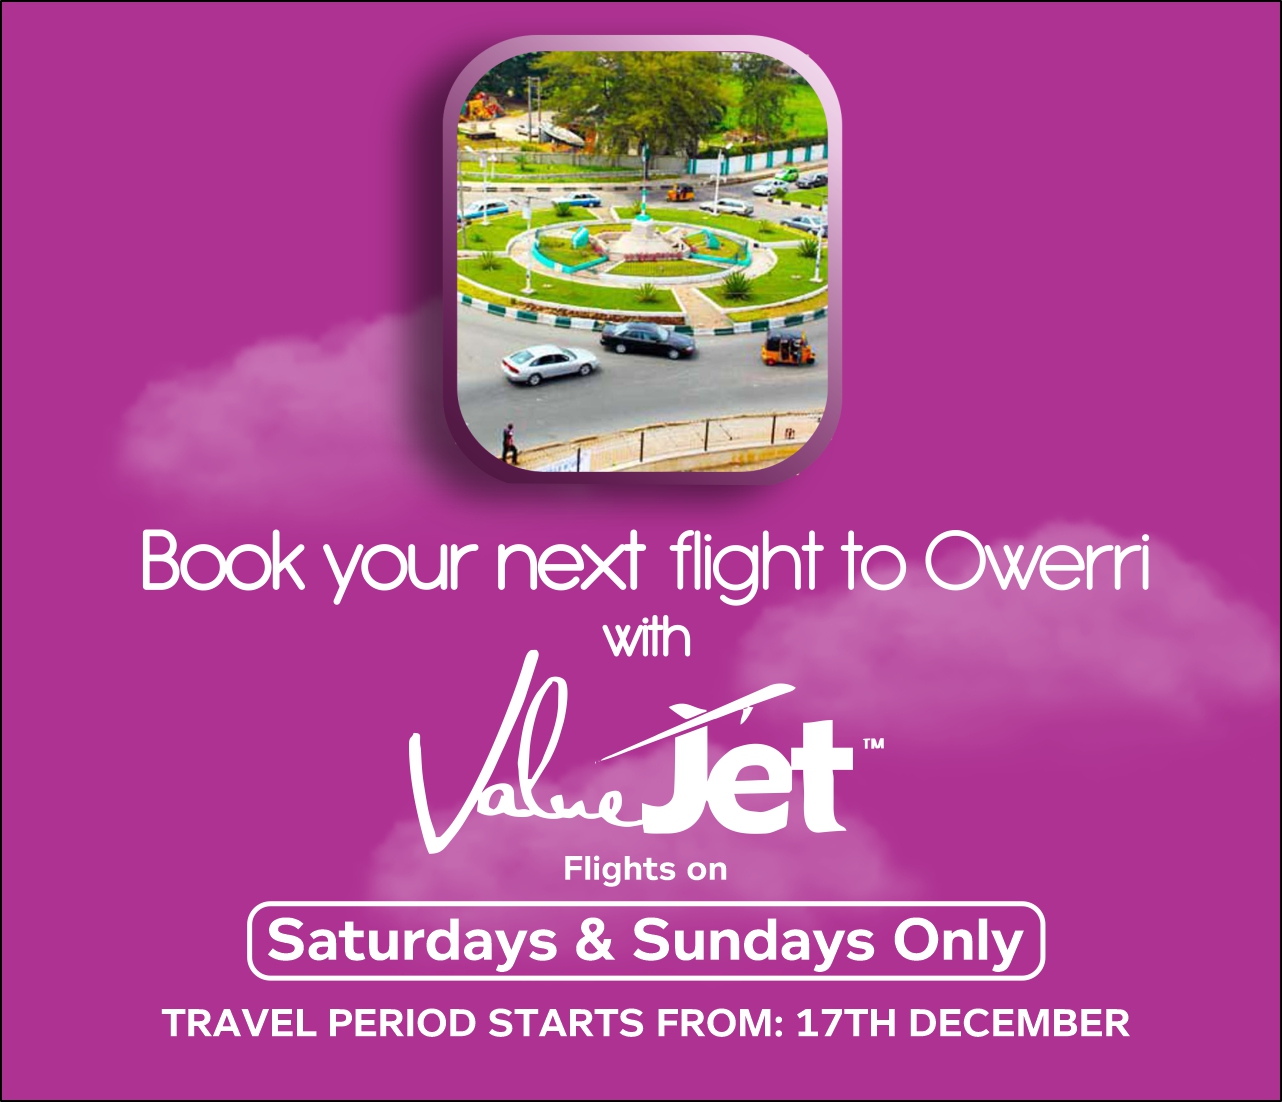 Book your next flight to Owerri
with
ValueJet™
Flights on
Saturdays & Sundays Only
TRAVEL PERIOD STARTS FROM: 17TH DECEMBER